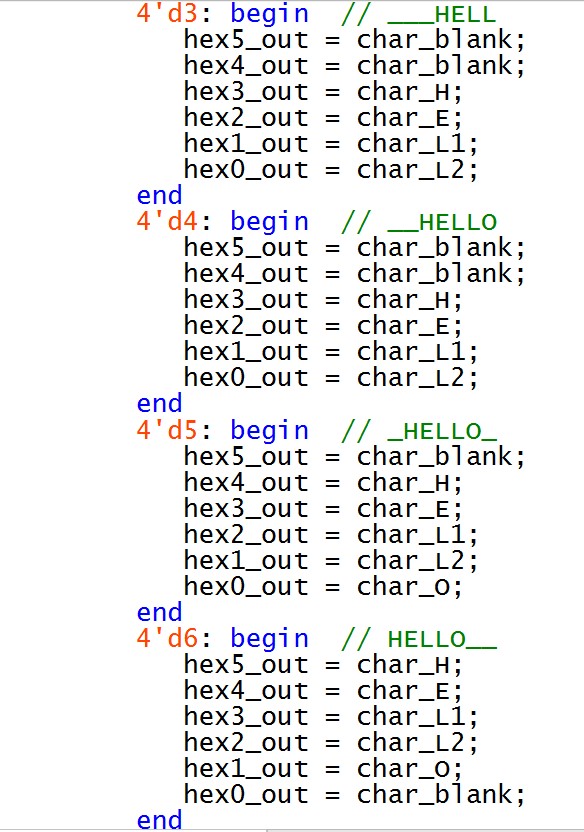 4'd3: begin  // ___HELL
hex5_out = char_blank;
hex4_out = char_blank;
hex3_out = char_H;
hex2_out = char_E;
hex1_out = char_L1;
hex0_out = char_L2;
end
4'd4: begin  // __HELLO
hex5_out = char_blank;
hex4_out = char_blank;
hex3_out = char_H;
hex2_out = char_E;
hex1_out = char_L1;
hex0_out = char_L2;
end
4'd5: begin  // _HELLO_
hex5_out = char_blank;
hex4_out = char_H;
hex3_out = char_E;
hex2_out = char_L1;
hex1_out = char_L2;
hex0_out = char_O;
end
4'd6: begin  // HELLO__
hex5_out = char_H;
hex4_out = char_E;
hex3_out = char_L1;
hex2_out = char_L2;
hex1_out = char_O;
hex0_out = char_blank;
end